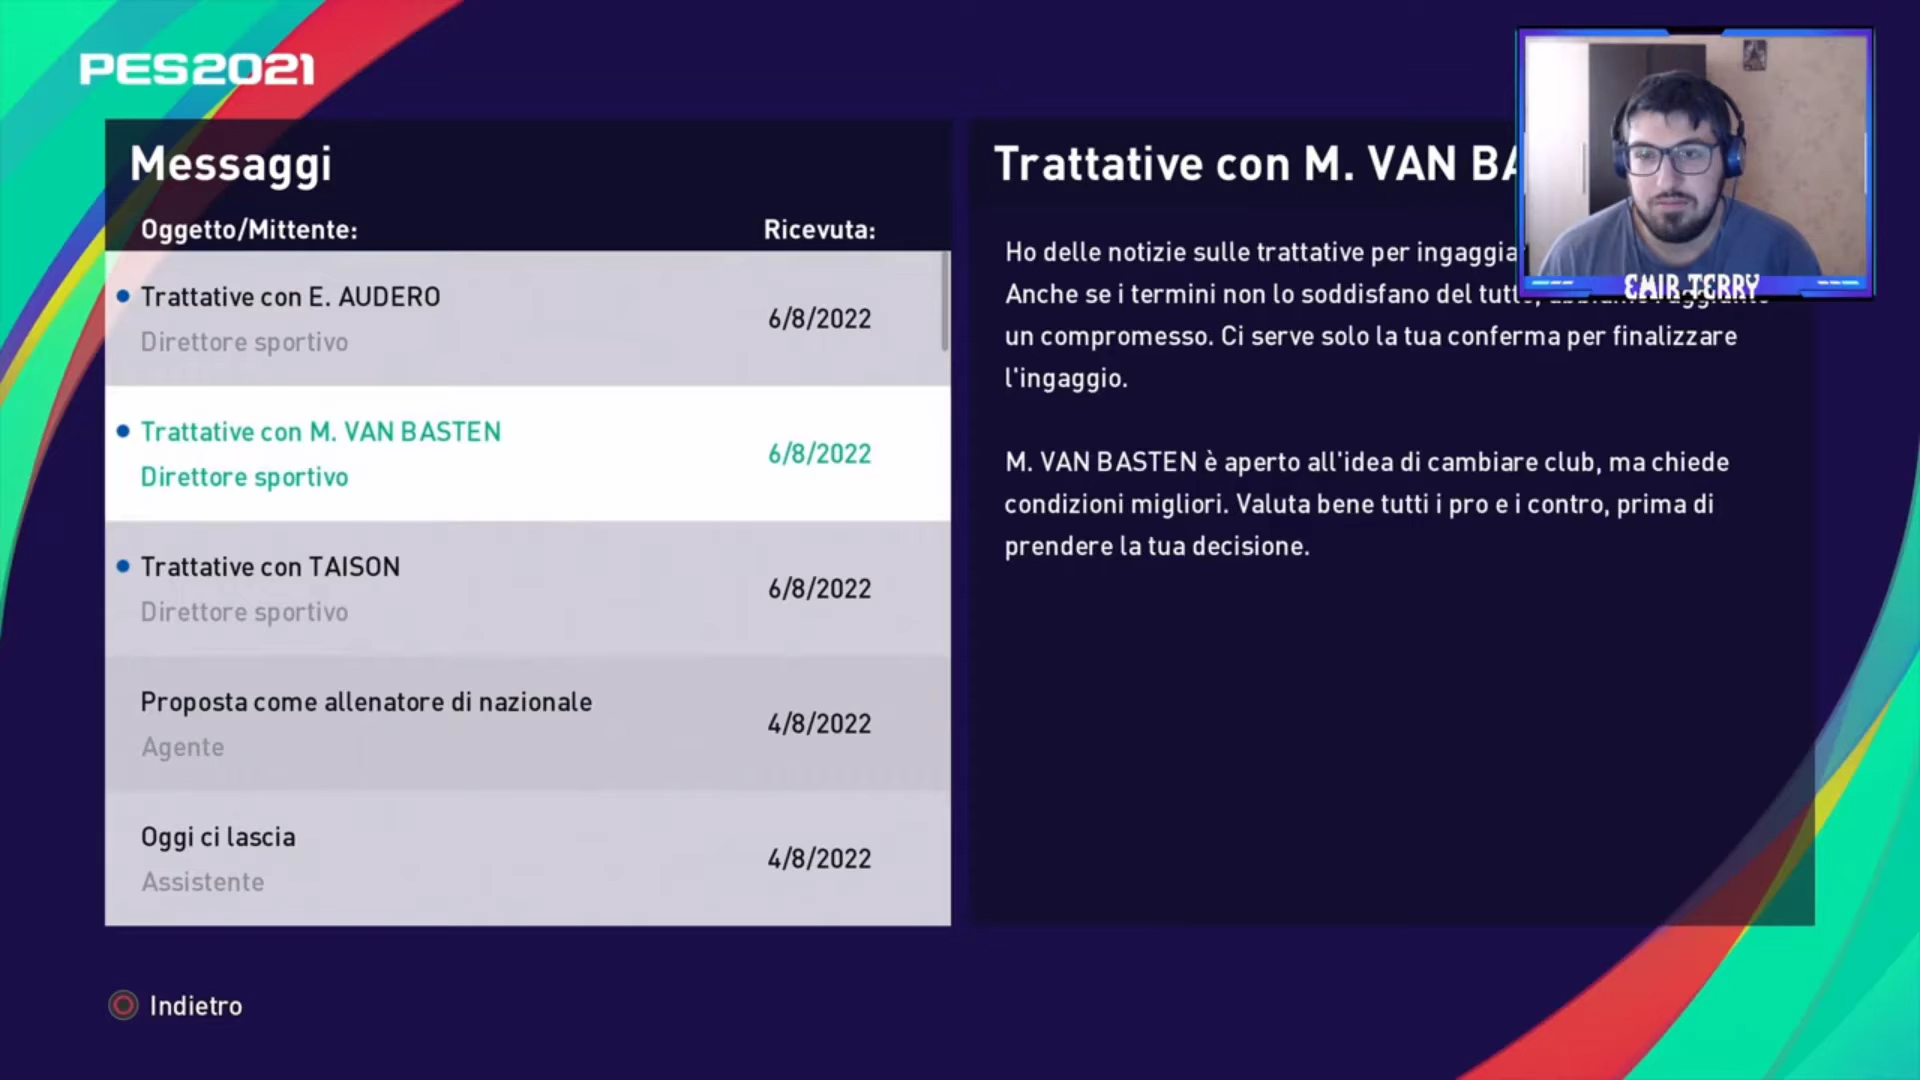 PES2021
Messaggi
Oggetto/Mittente: Ricevuta:
Trattative con E. AUDERO
Direttore sportivo
6/8/2022
Trattative con M. VAN BASTEN
Direttore sportivo
6/8/2022
Trattative con TAISON
Direttore sportivo
6/8/2022
Proposta come allenatore di nazionale
Agente
4/8/2022
Oggi ci lascia
Assistente
4/8/2022
Trattative con M. VAN
Ho delle notizie sulle trattative per
Anche se i termini non lo soddisfano del
un compromesso. Ci serve solo la tua conferma per finalizzare
l'ingaggio.
M. VAN BASTEN è aperto all'idea di cambiare club, ma chiede
condizioni migliori. Valuta bene tutti i pro e i contro, prima di
prendere la tua decisione.
EMIR TERRY
Indietro